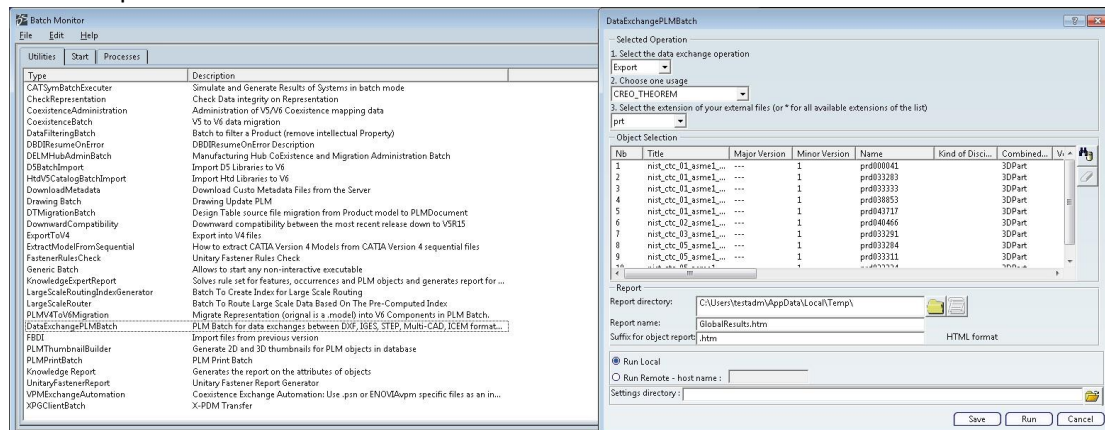 Batch Monitor
File Edit Help
Utilities Start Processes
Type Description
CATSymBatchExecuter Simulate and Generate Results of Systems in batch mode
CheckRepresentation Check Data integrity on Representation
CoexistenceAdministration Administration of V5/V6 Coexistence mapping data
CoexistenceBatch V5 to V6 data migration
DataFilteringBatch Batch to filter a Product (remove intellectual Property)
DBDIResumeOnError DBDIResumeOnError Description
DELMHubAdminBatch Manufacturing Hub CoExistence and Migration Administration Batch
D5BatchImport Import D5 Libraries to V6
HtdV5CatalogBatchImport Import Htd Libraries to V6
DownloadMetadata Download Custo Metadata Files from the Server
Drawing Batch Drawing Update PLM
DTMigrationBatch Design Table source file migration from Product model to PLMDocument
DownwardCompatibility Downward compatibility between the most recent release down to V5R15
ExportToV4 Export into V4 files
ExtractModelFromSequential How to extract CATIA Version 4 Models from CATIA Version 4 sequential files
FastenerRulesCheck Unitary Fastener Rules Check
Generic Batch Allows to start any non-interactive executable
KnowledgeExpertReport Solves rule set for features, occurrences and PLM objects and generates report for ...
LargeScaleRoutingIndexGenerator Batch To Create Index for Large Scale Routing
LargeScaleRouter Batch To Route Large Scale Data Based On The Pre-Computed Index
PLMV4ToV6Migration Migrate Representation (orignal is a .model) into V6 Components in PLM Batch.
DataExchangePLMBatch PLM Batch for data exchanges between DXF, IGES, STEP, Multi-CAD, ICEM format...
FBDI Import files from previous version
PLMThumbnailBuilder Generate 2D and 3D thumbnails for PLM objects in database
PLMPrintBatch PLM Print Batch
Knowledge Report Generates the report on the attributes of objects
UnitaryFastenerReport Unitary Fastener Report Generator
VPMExchangeAutomation Coexistence Exchange Automation: Use .psn or ENOVIAvpm specific files as an in...
XPGClientBatch X-PDM Transfer
DataExchangePLMBatch
Selected Operation
1. Select the data exchange operation
Export
2. Choose one usage
CREO_THEOREM
3. Select the extension of your external files (or * for all available extensions of the list)
prt
Object Selection
Nb Title Major Version Minor Version Name Kind of Disci... Combined...
1 nist_ctc_01_asme1_... --- 1 prd000041 3DPart
2 nist_ctc_01_asme1_... --- 1 prd033203 3DPart
3 nist_ctc_01_asme1_... --- 1 prd033333 3DPart
4 nist_ctc_01_asme1_... --- 1 prd038853 3DPart
5 nist_ctc_01_asme1_... --- 1 prd043717 3DPart
6 nist_ctc_02_asme1_... --- 1 prd040466 3DPart
7 nist_ctc_04_asme1_... --- 1 prd033291 3DPart
8 nist_ctc_05_asme1_... --- 1 prd033284 3DPart
9 nist_ctc_05_asme1_... --- 1 prd033311 3DPart
Report
Report directory: C:\Users\testadm\AppData\Local\Temp\
Report name: GlobalResults.htm
Suffix for object report: .htm HTML format
Run Local
Run Remote - host name :
Settings directory :
Save Run Cancel